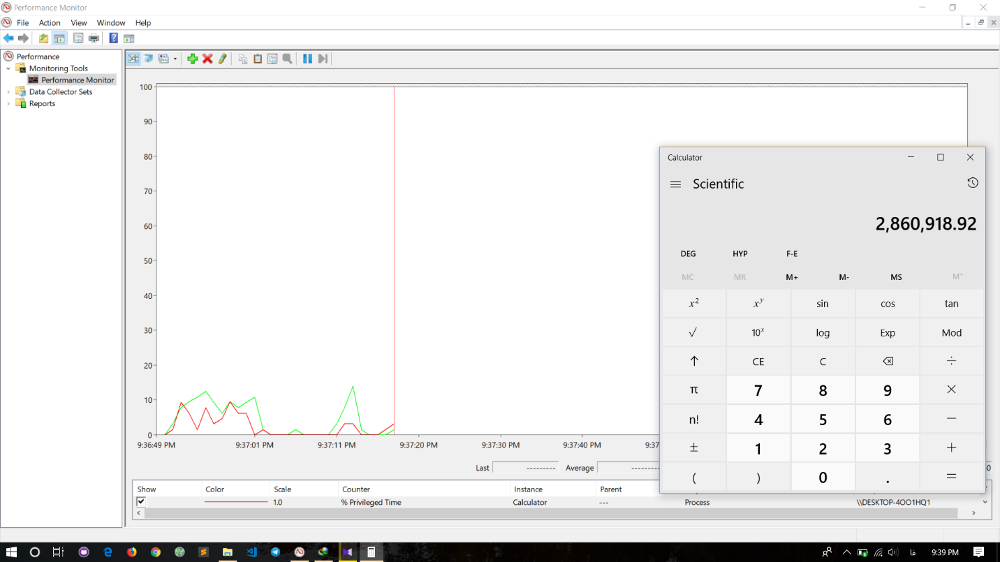 Performance Monitor
File Action View Window Help
Performance
Monitoring Tools
Performance Monitor
Data Collector Sets
Reports
100
90
80
70
60
50
40
30
20
10
0
9:36:49 PM 9:37:01 PM 9:37:11 PM 9:37:20 PM 9:37:30 PM 9:37:40 PM
Last --------- Average
Show Color Scale Counter Instance Parent
1.0 % Privileged Time Calculator --- Process \\DESKTOP-4OO1HQ1
Calculator
Scientific
2,860,918.92
DEG HYP F-E
MC MR M+ M- MS M˅
x² xʸ sin cos tan
√ 10ˣ log Exp Mod
↑ CE C ⌫ ÷
π 7 8 9 ×
n! 4 5 6 −
± 1 2 3 +
( ) 0 . =
فا 9:39 PM